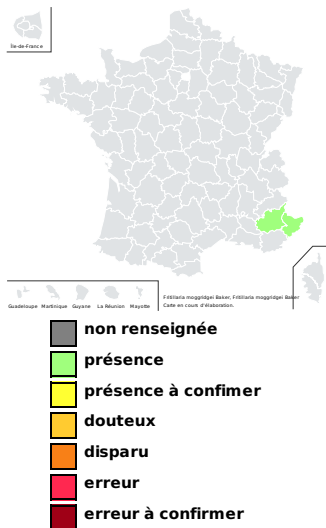 Île-de-France
Fritillaria moggridgei Baker, Fritillaria moggridgei Baker
Carte en cours d'élaboration.
Guadeloupe Martinique Guyane La Réunion Mayotte
non renseignée
présence
présence à confimer
douteux
disparu
erreur
erreur à confirmer